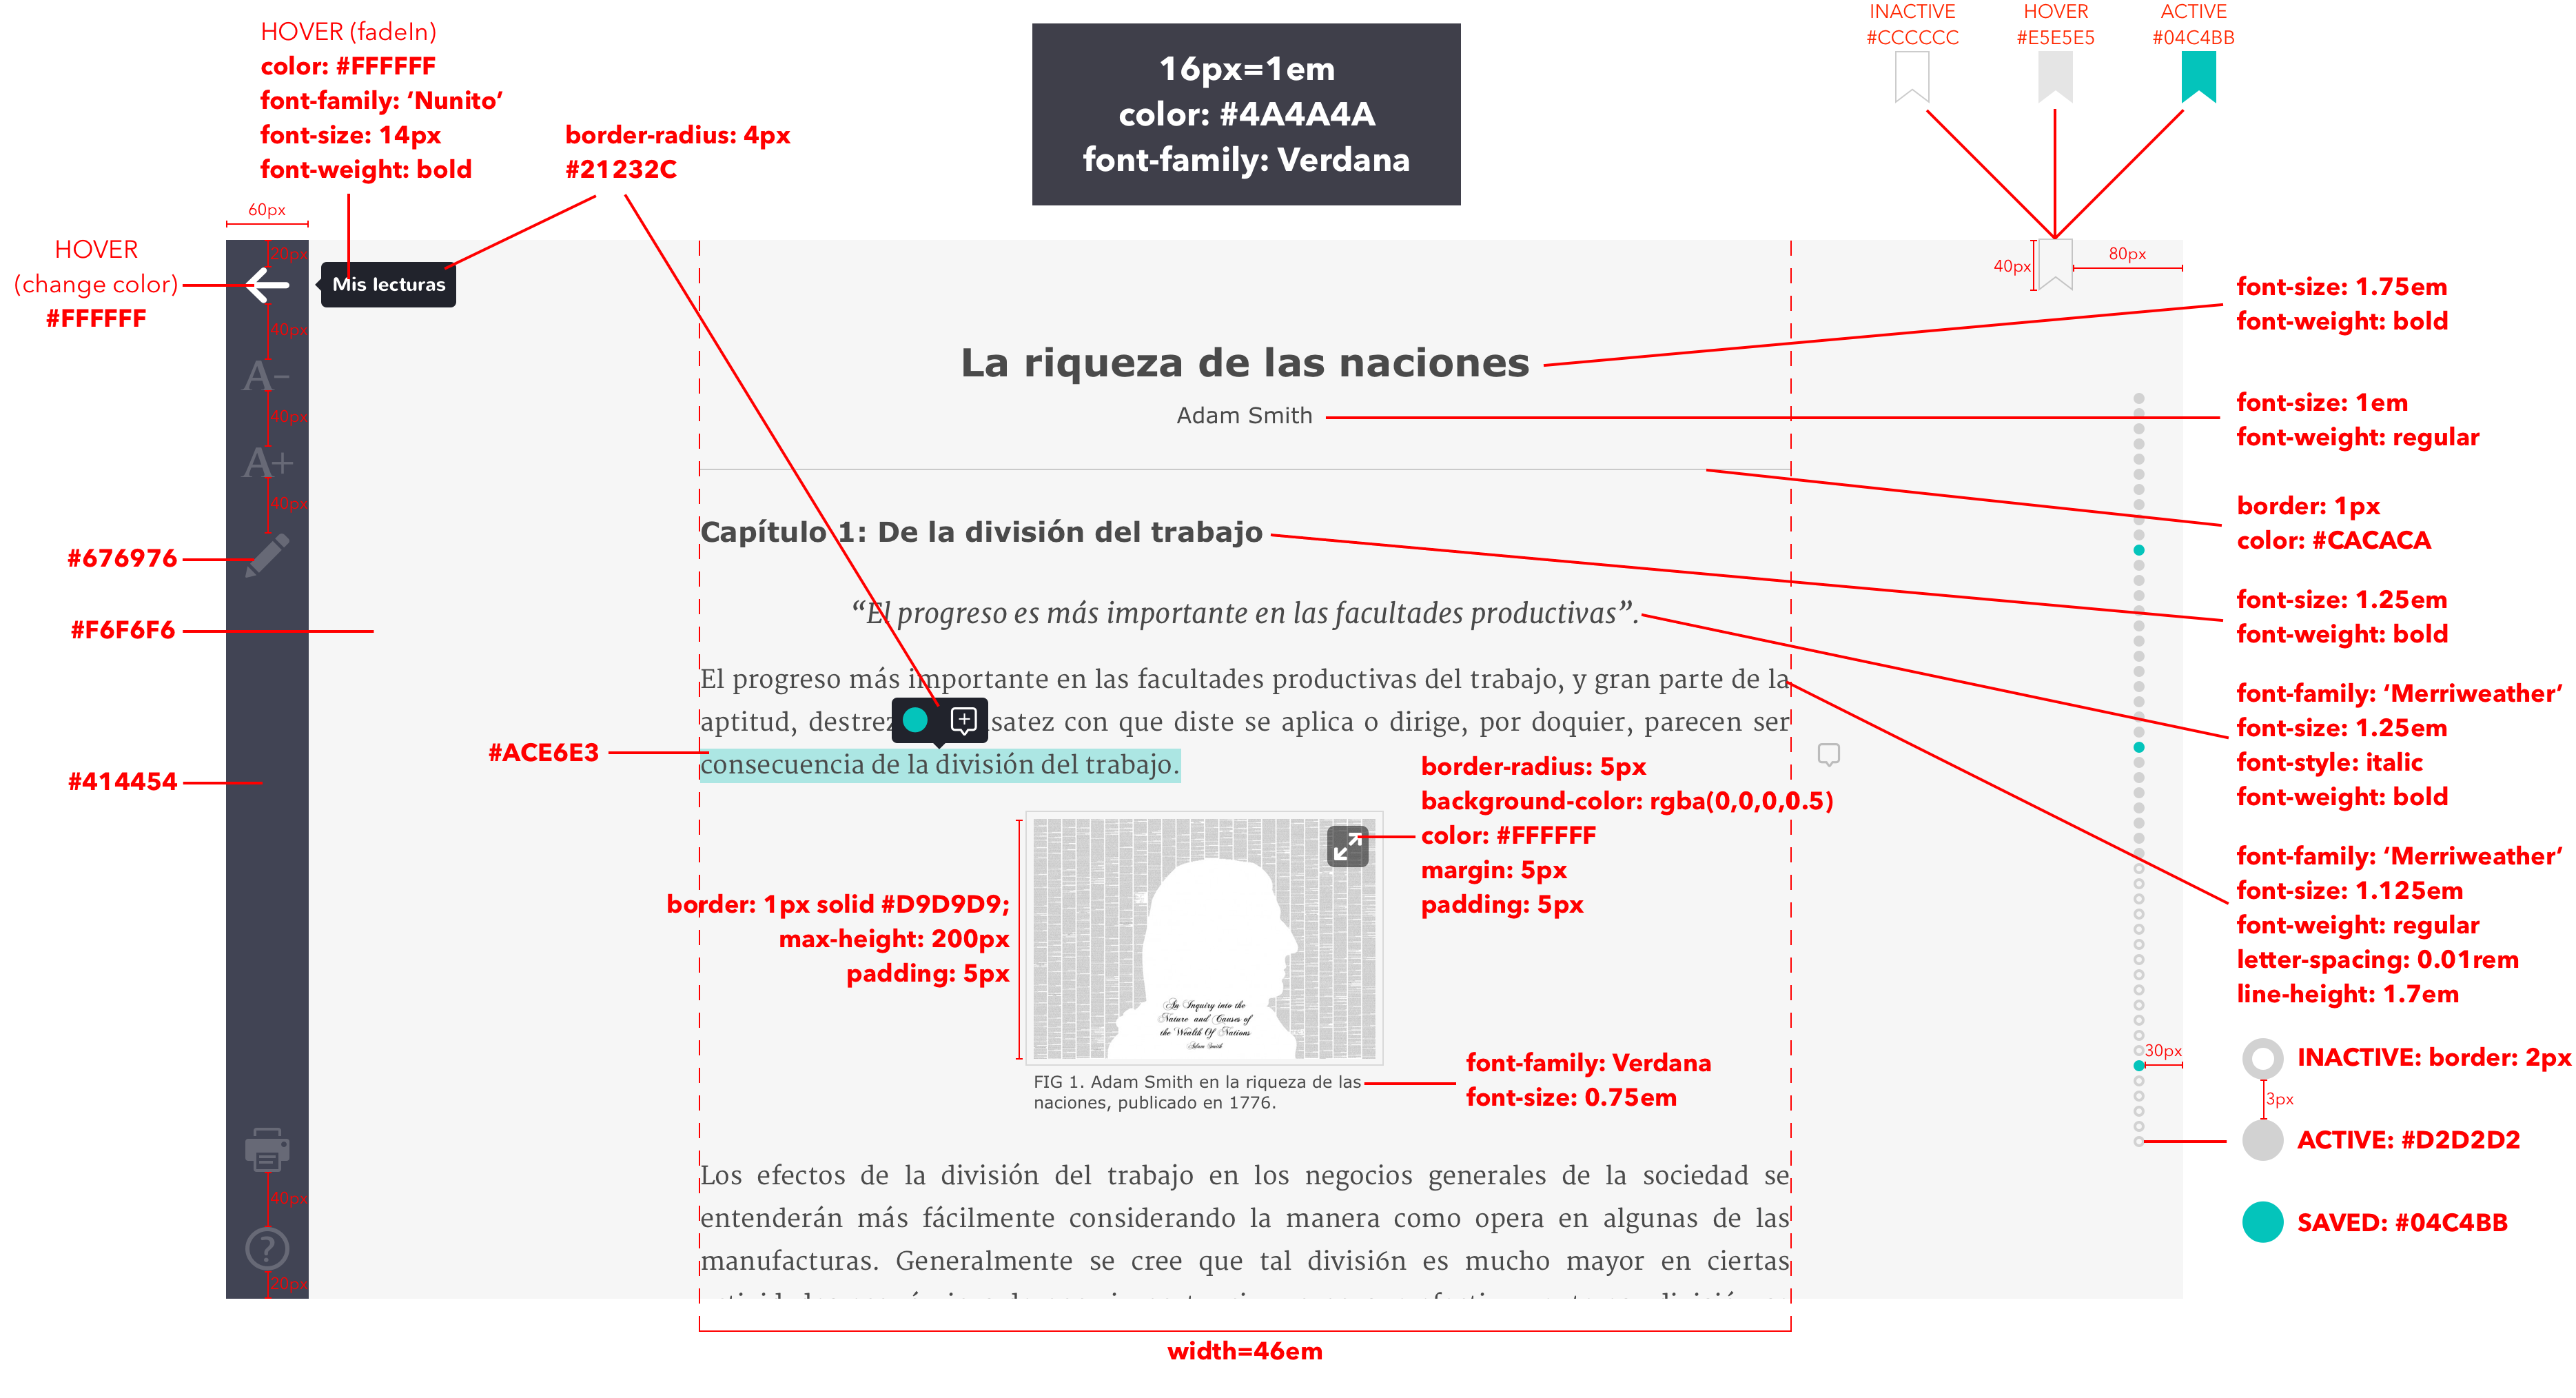 HOVER (fadeIn)
color: #FFFFFF
font-family: ‘Nunito’
font-size: 14px
font-weight: bold
border-radius: 4px
#21232C
16px=1em
color: #4A4A4A
font-family: Verdana
INACTIVE
#CCCCCC
HOVER
#E5E5E5
ACTIVE
#04C4BB
60px
HOVER
(change color)
#FFFFFF
20px
Mis lecturas
40px
A-
40px
A+
40px
#676976
#F6F6F6
#414454
40px
?
20px
40px
80px
La riqueza de las naciones
Adam Smith
Capítulo 1: De la división del trabajo
“El progreso es más importante en las facultades productivas”.
El progreso más importante en las facultades productivas del trabajo, y gran parte de la
aptitud, destrez satez con que diste se aplica o dirige, por doquier, parecen ser
consecuencia de la división del trabajo.
#ACE6E3
border-radius: 5px
background-color: rgba(0,0,0,0.5)
color: #FFFFFF
margin: 5px
padding: 5px
border: 1px solid #D9D9D9;
max-height: 200px
padding: 5px
An Inquiry into the
Nature and Causes of
the Wealth Of Nations
Adam Smith
FIG 1. Adam Smith en la riqueza de las
naciones, publicado en 1776.
font-family: Verdana
font-size: 0.75em
Los efectos de la división del trabajo en los negocios generales de la sociedad se
entenderán más fácilmente considerando la manera como opera en algunas de las
manufacturas. Generalmente se cree que tal divisi6n es mucho mayor en ciertas
width=46em
font-size: 1.75em
font-weight: bold
font-size: 1em
font-weight: regular
border: 1px
color: #CACACA
font-size: 1.25em
font-weight: bold
font-family: ‘Merriweather’
font-size: 1.25em
font-style: italic
font-weight: bold
font-family: ‘Merriweather’
font-size: 1.125em
font-weight: regular
letter-spacing: 0.01rem
line-height: 1.7em
30px
INACTIVE: border: 2px
3px
ACTIVE: #D2D2D2
SAVED: #04C4BB